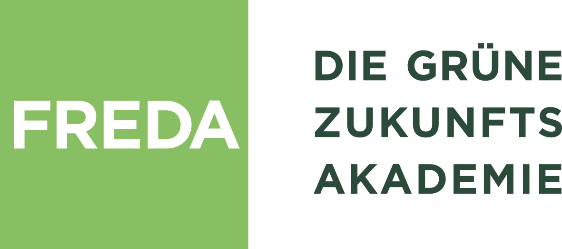 FREDA
DIE GRÜNE
ZUKUNFTS
AKADEMIE